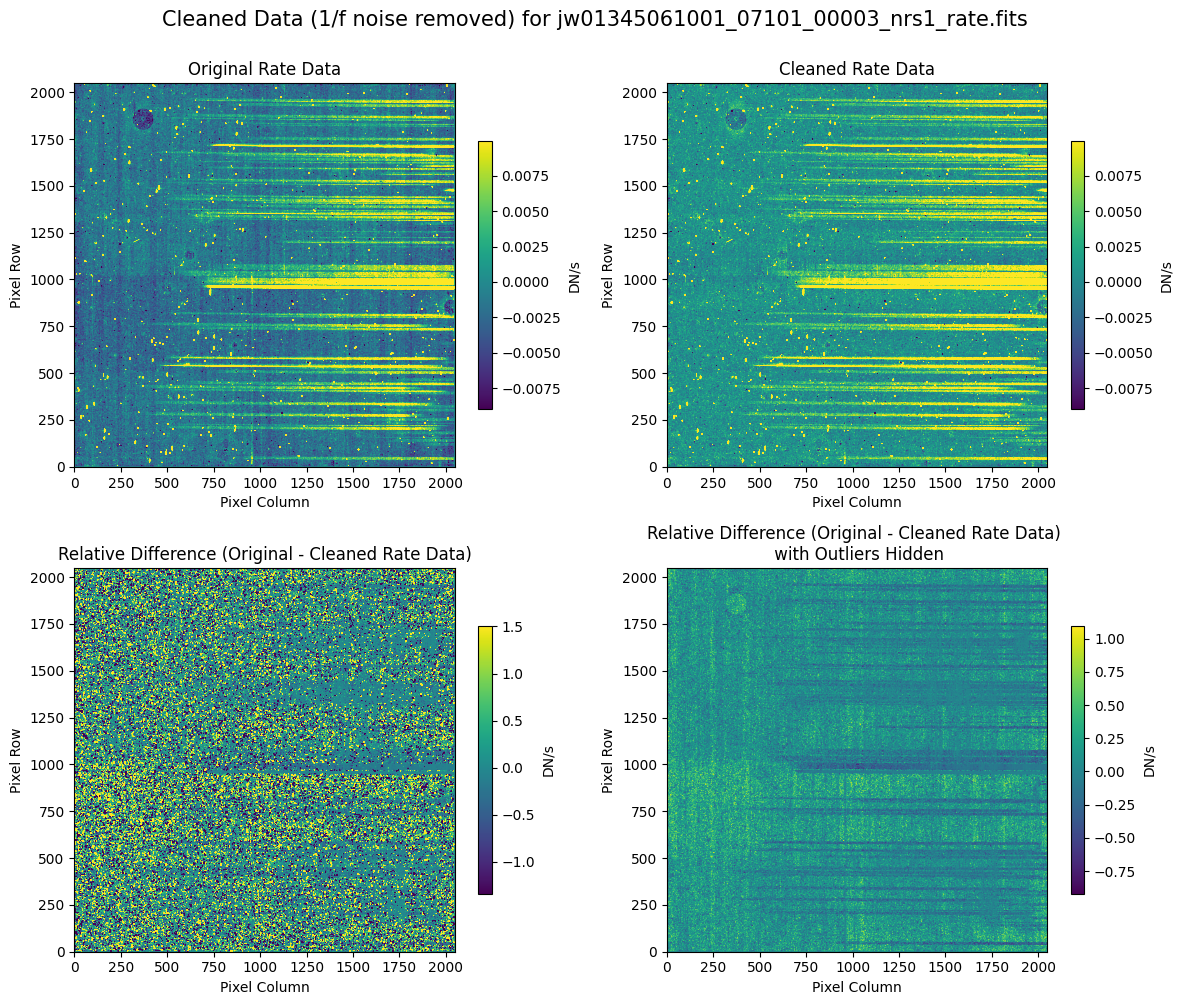 Cleaned Data (1/f noise removed) for jw01345061001_07101_00003_nrs1_rate.fits
Original Rate Data
2000
1750
1500
1250
1000
750
500
250
0
Pixel Row
0 250 500 750 1000 1250 1500 1750 2000
Pixel Column
0.0075
0.0050
0.0025
0.0000
−0.0025
−0.0050
−0.0075
DN/s
Cleaned Rate Data
2000
1750
1500
1250
1000
750
500
250
0
Pixel Row
0 250 500 750 1000 1250 1500 1750 2000
Pixel Column
0.0075
0.0050
0.0025
0.0000
−0.0025
−0.0050
−0.0075
DN/s
Relative Difference (Original - Cleaned Rate Data)
2000
1750
1500
1250
1000
750
500
250
0
Pixel Row
0 250 500 750 1000 1250 1500 1750 2000
Pixel Column
1.5
1.0
0.5
0.0
−0.5
−1.0
DN/s
Relative Difference (Original - Cleaned Rate Data)
with Outliers Hidden
2000
1750
1500
1250
1000
750
500
250
0
Pixel Row
0 250 500 750 1000 1250 1500 1750 2000
Pixel Column
1.00
0.75
0.50
0.25
0.00
−0.25
−0.50
−0.75
DN/s